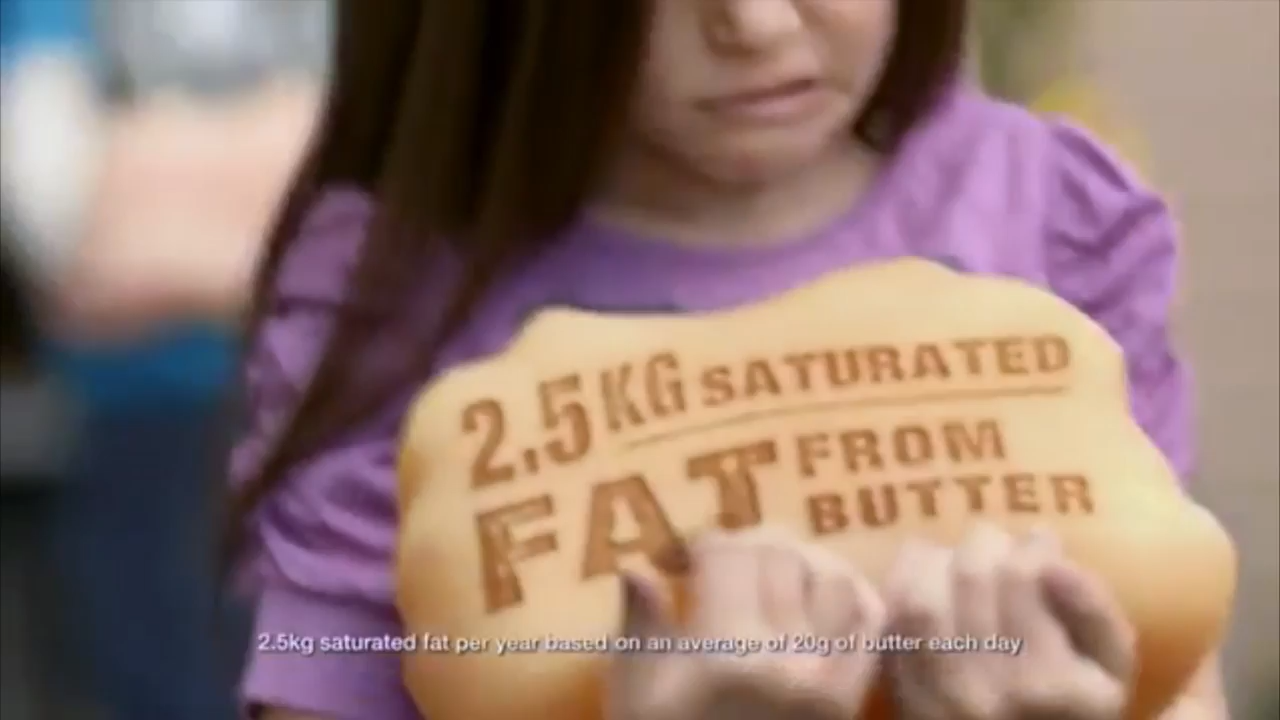 2.5KG SATURATED
FAT FROM
BUTTER
2.5kg saturated fat per year based on an average of 20g of butter each day